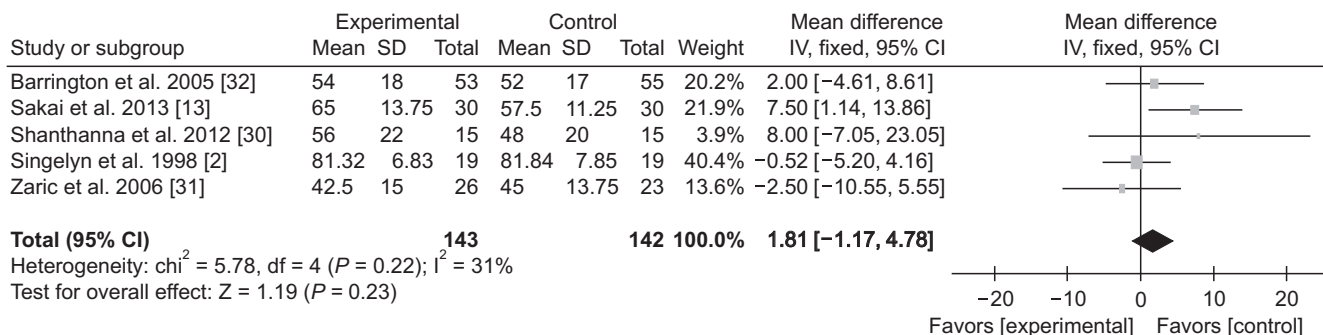 Experimental Control Mean difference Mean difference
Study or subgroup Mean SD Total Mean SD Total Weight IV, fixed, 95% CI IV, fixed, 95% CI
Barrington et al. 2005 [32] 54 18 53 52 17 55 20.2% 2.00 [−4.61, 8.61]
Sakai et al. 2013 [13] 65 13.75 30 57.5 11.25 30 21.9% 7.50 [1.14, 13.86]
Shanthanna et al. 2012 [30] 56 22 15 48 20 15 3.9% 8.00 [−7.05, 23.05]
Singelyn et al. 1998 [2] 81.32 6.83 19 81.84 7.85 19 40.4% −0.52 [−5.20, 4.16]
Zaric et al. 2006 [31] 42.5 15 26 45 13.75 23 13.6% −2.50 [−10.55, 5.55]
Total (95% CI) 143 142 100.0% 1.81 [−1.17, 4.78]
Heterogeneity: chi² = 5.78, df = 4 (P = 0.22); I² = 31%
Test for overall effect: Z = 1.19 (P = 0.23)
−20 −10 0 10 20
Favors [experimental] Favors [control]